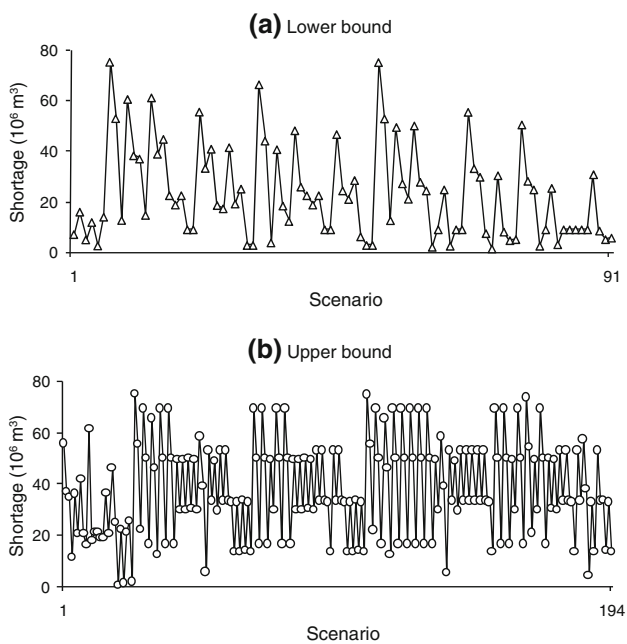 (a) Lower bound
Shortage (10⁶ m³)
80
60
40
20
0
1
91
Scenario
(b) Upper bound
Shortage (10⁶ m³)
80
60
40
20
0
1
194
Scenario